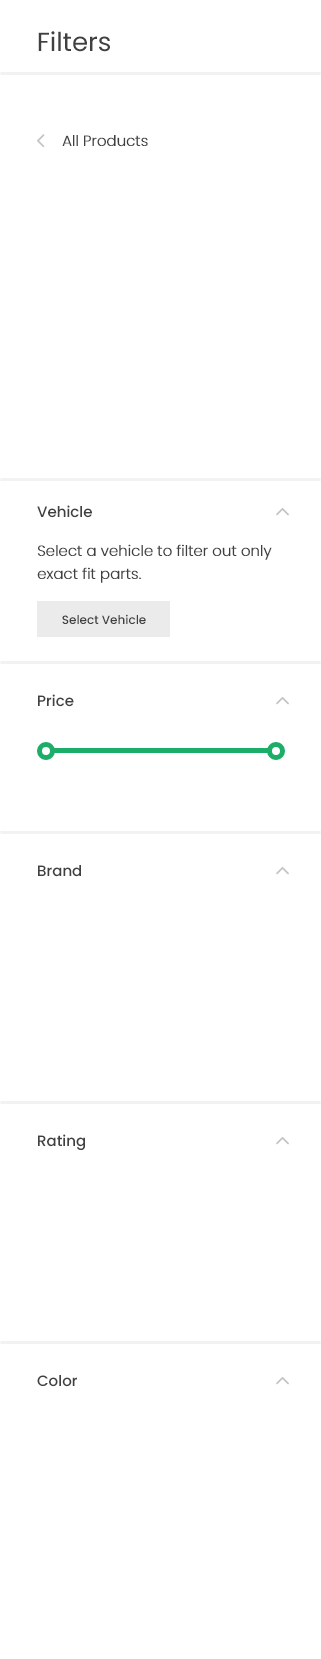 Filters
All Products
Vehicle
Select a vehicle to filter out only
exact fit parts.
Select Vehicle
Price
Brand
Rating
Color